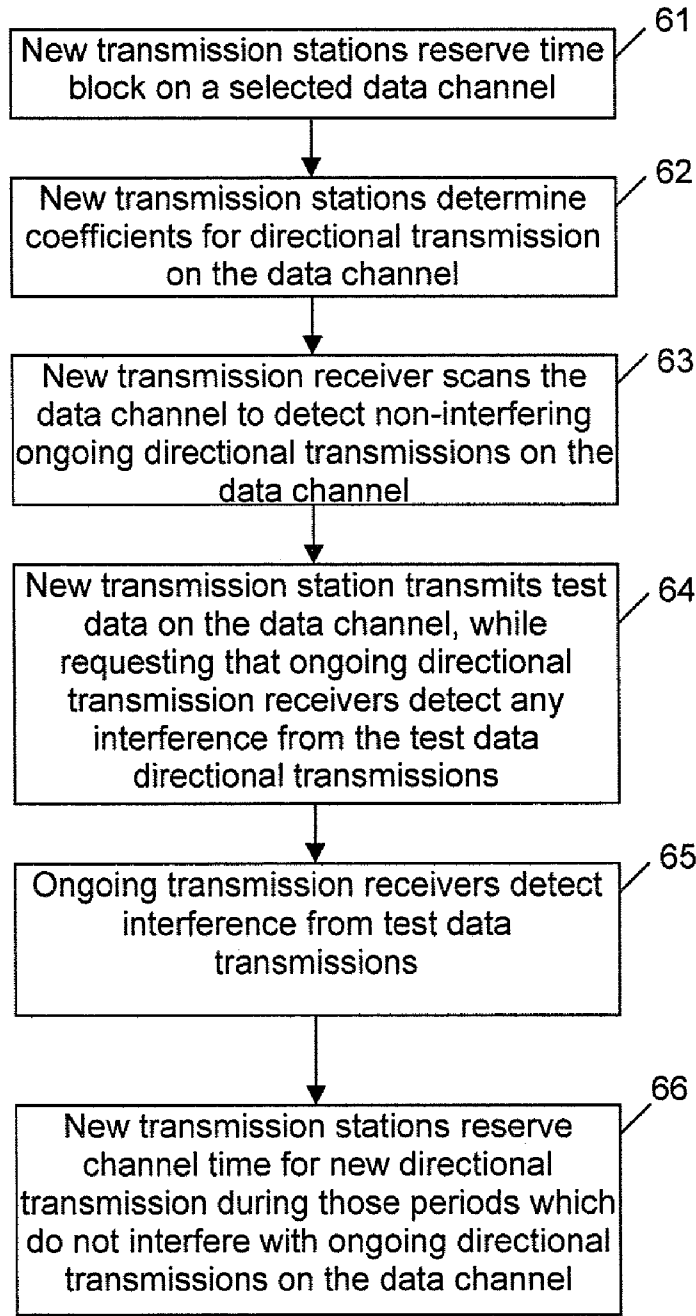 61
New transmission stations reserve time
block on a selected data channel
62
New transmission stations determine
coefficients for directional transmission
on the data channel
63
New transmission receiver scans the
data channel to detect non-interfering
ongoing directional transmissions on the
data channel
64
New transmission station transmits test
data on the data channel, while
requesting that ongoing directional
transmission receivers detect any
interference from the test data
directional transmissions
65
Ongoing transmission receivers detect
interference from test data
transmissions
66
New transmission stations reserve
channel time for new directional
transmission during those periods which
do not interfere with ongoing directional
transmissions on the data channel